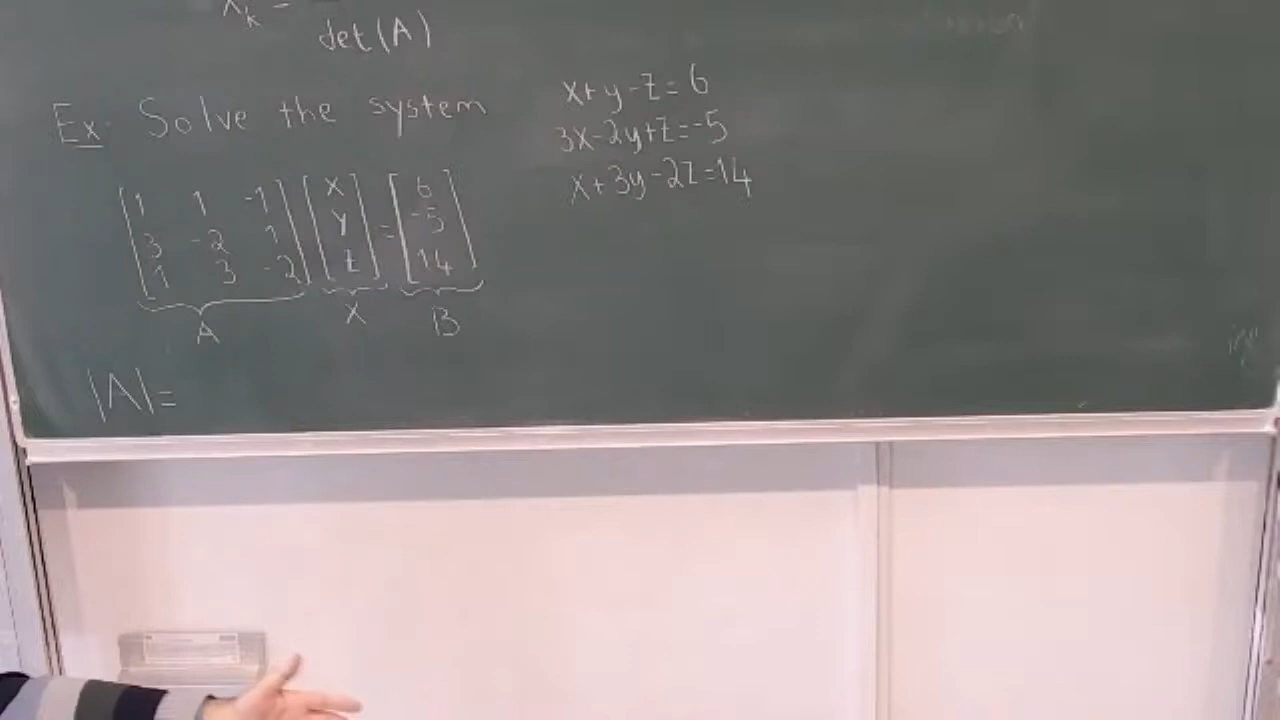 x_k =
det(A)
Ex: Solve the system
x+y-z=6
3x-2y+z=-5
x+3y-2z=14
[1 1 -1] [x] = [6]
[3 -2 1] [y] [-5]
[1 3 -2] [z] [14]
A X B
|A|=